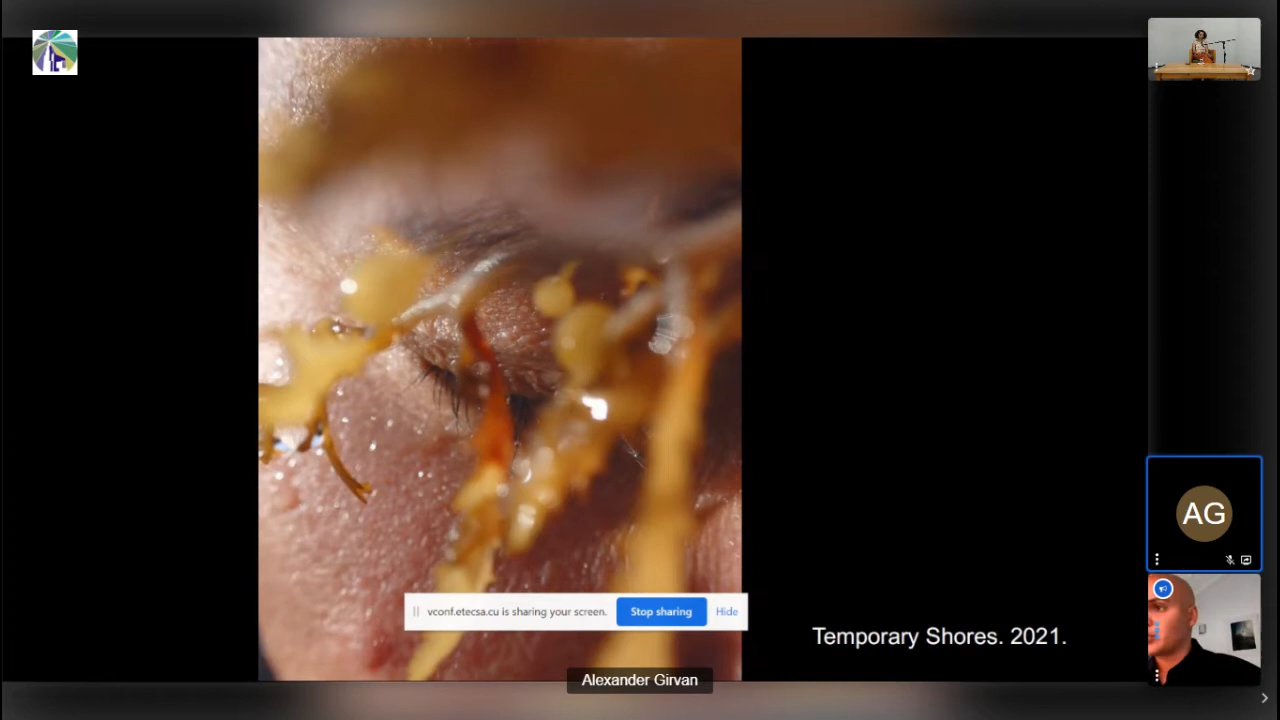 AG
vconf.etecsa.cu is sharing your screen.
Stop sharing
Hide
Temporary Shores. 2021.
Alexander Girvan